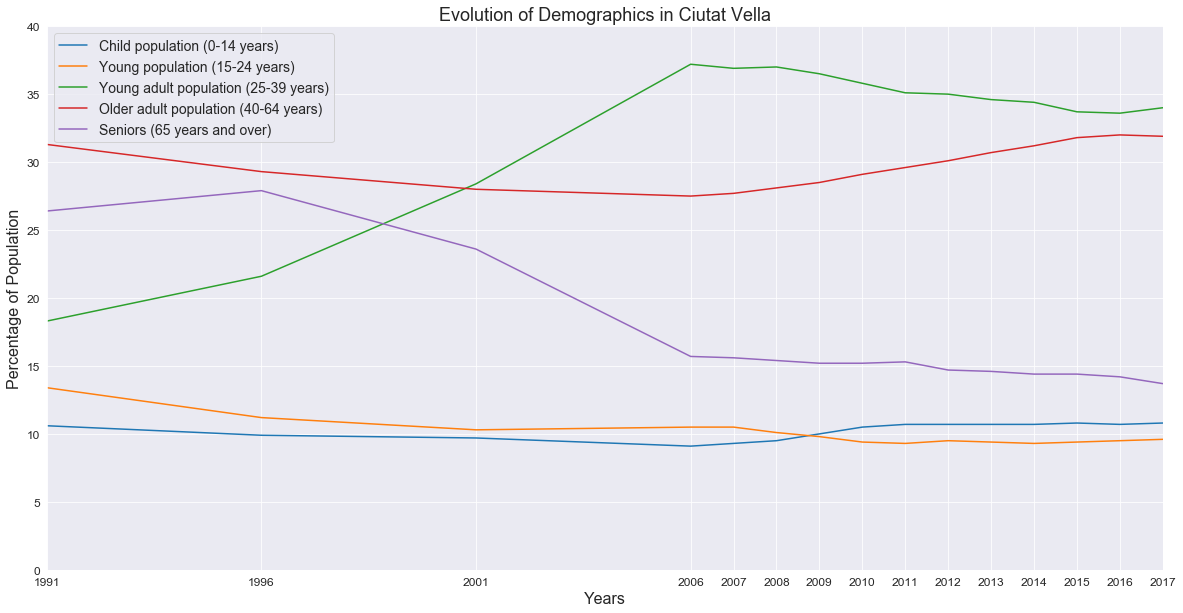 Evolution of Demographics in Ciutat Vella
40
35
30
25
20
15
10
5
0
Percentage of Population
Child population (0-14 years)
Young population (15-24 years)
Young adult population (25-39 years)
Older adult population (40-64 years)
Seniors (65 years and over)
1991 1996 2001 2006 2007 2008 2009 2010 2011 2012 2013 2014 2015 2016 2017
Years